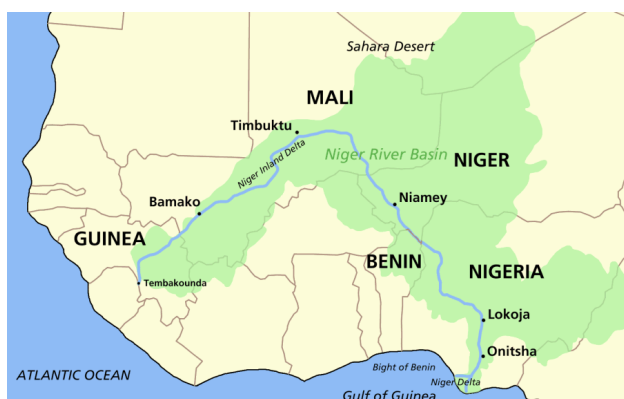 Sahara Desert
MALI
Timbuktu
Niger Inland Delta
Niger River Basin
NIGER
Bamako
Niamey
GUINEA
BENIN
NIGERIA
Tembakounda
Lokoja
Onitsha
Bight of Benin
ATLANTIC OCEAN
Niger Delta
Gulf of Guinea